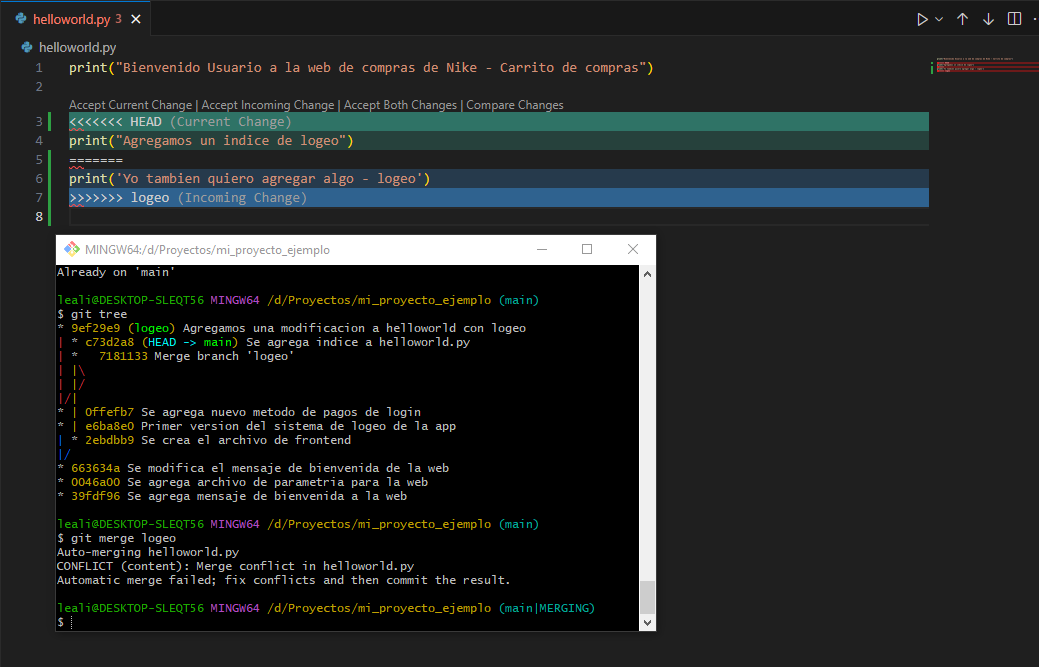 helloworld.py 3
helloworld.py
1 print("Bienvenido Usuario a la web de compras de Nike - Carrito de compras")
2
Accept Current Change | Accept Incoming Change | Accept Both Changes | Compare Changes
3 <<<<<<< HEAD (Current Change)
4 print("Agregamos un indice de logeo")
5 =======
6 print('Yo tambien quiero agregar algo - logeo')
7 >>>>>>> logeo (Incoming Change)
8
MINGW64:/d/Proyectos/mi_proyecto_ejemplo
Already on 'main'
leali@DESKTOP-SLEQT56 MINGW64 /d/Proyectos/mi_proyecto_ejemplo (main)
$ git tree
* 9ef29e9 (logeo) Agregamos una modificacion a helloworld con logeo
| * c73d2a8 (HEAD -> main) Se agrega indice a helloworld.py
| *   7181133 Merge branch 'logeo'
| |\
| |/
|/|
* | 0ffefb7 Se agrega nuevo metodo de pagos de login
* | e6ba8e0 Primer version del sistema de logeo de la app
| * 2ebdbb9 Se crea el archivo de frontend
|/
* 663634a Se modifica el mensaje de bienvenida de la web
* 0046a00 Se agrega archivo de parametria para la web
* 39fdf96 Se agrega mensaje de bienvenida a la web
leali@DESKTOP-SLEQT56 MINGW64 /d/Proyectos/mi_proyecto_ejemplo (main)
$ git merge logeo
Auto-merging helloworld.py
CONFLICT (content): Merge conflict in helloworld.py
Automatic merge failed; fix conflicts and then commit the result.
leali@DESKTOP-SLEQT56 MINGW64 /d/Proyectos/mi_proyecto_ejemplo (main|MERGING)
$